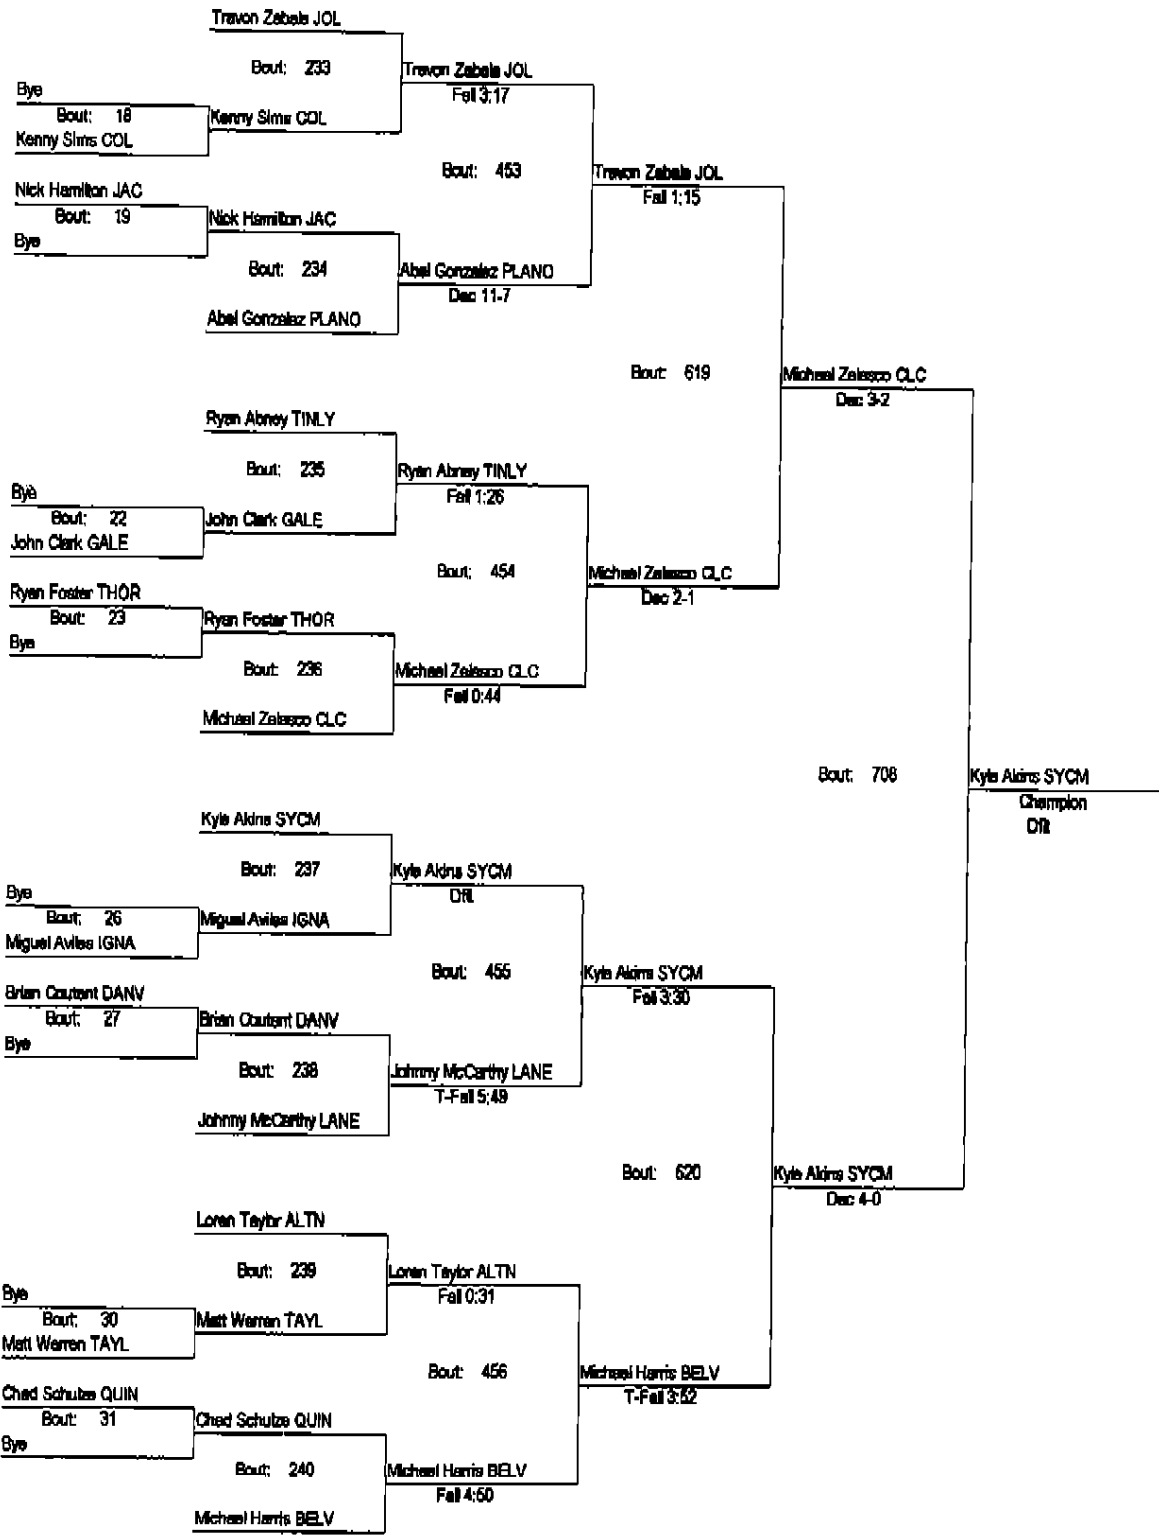 Travon Zabala JOL
Bout: 233
Travon Zabala JOL
Fall 3:17
Bye
Bout: 18
Kenny Sims COL
Kenny Sims COL
Bout: 453
Travon Zabala JOL
Fall 1:15
Nick Hamilton JAC
Bout: 19
Nick Hamilton JAC
Bye
Bout: 234
Abel Gonzalez PLANO
Dec 11-7
Abel Gonzalez PLANO
Bout: 619
Michael Zelasco CLC
Dec 3-2
Ryan Abney TINLY
Bout: 235
Ryan Abney TINLY
Fall 1:26
Bye
Bout: 22
John Clark GALE
John Clark GALE
Bout: 454
Michael Zelasco CLC
Dec 2-1
Ryan Foster THOR
Bout: 23
Ryan Foster THOR
Bye
Bout: 236
Michael Zelasco CLC
Fall 0:44
Michael Zelasco CLC
Bout: 708
Kyle Akins SYCM
Champion
Dflt
Kyle Akins SYCM
Bout: 237
Kyle Akins SYCM
Dflt
Bye
Bout: 26
Miguel Aviles IGNA
Miguel Aviles IGNA
Bout: 455
Kyle Akins SYCM
Fall 3:30
Brian Coutant DANV
Bout: 27
Brian Coutant DANV
Bye
Bout: 238
Johnny McCarthy LANE
T-Fall 5:49
Johnny McCarthy LANE
Bout: 620
Kyle Akins SYCM
Dec 4-0
Loren Taylor ALTN
Bout: 239
Loren Taylor ALTN
Fall 0:31
Bye
Bout: 30
Matt Warren TAYL
Matt Warren TAYL
Bout: 456
Michael Harris BELV
T-Fall 3:52
Chad Schulze QUIN
Bout: 31
Chad Schulze QUIN
Bye
Bout: 240
Michael Harris BELV
Fall 4:50
Michael Harris BELV